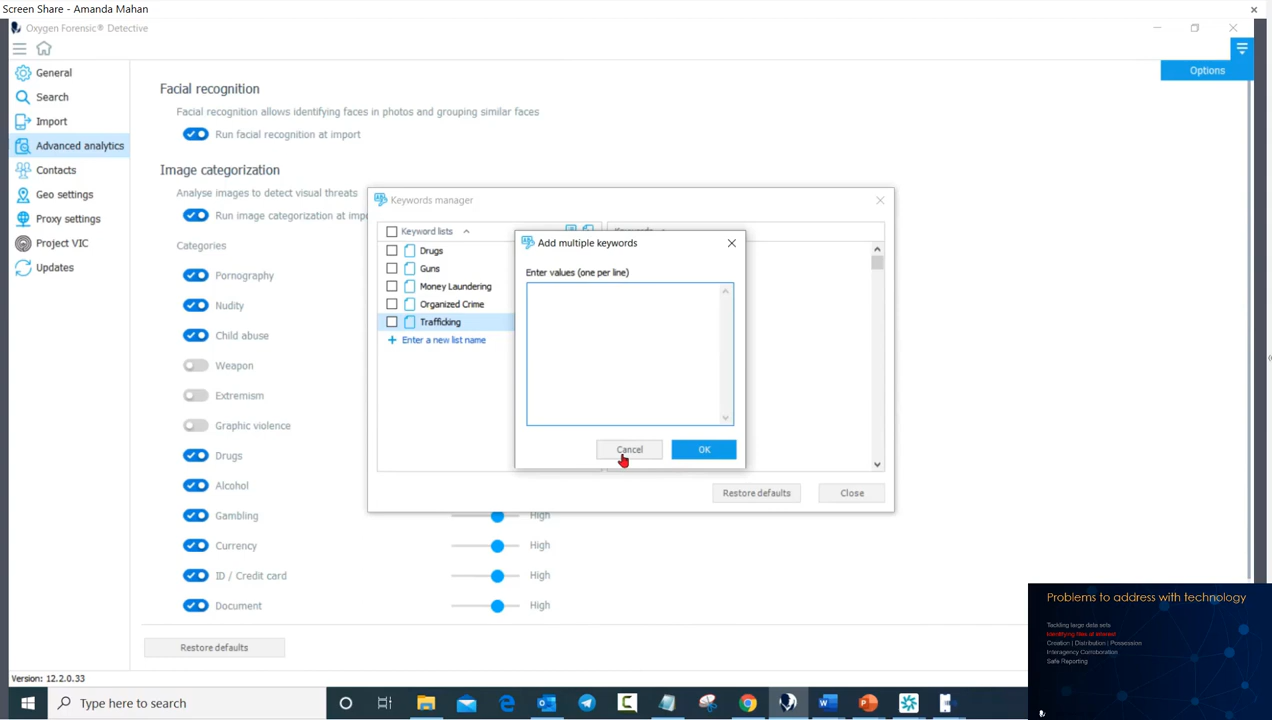 Screen Share - Amanda Mahan
Oxygen Forensic® Detective
Options
General
Search
Import
Advanced analytics
Contacts
Geo settings
Proxy settings
Project VIC
Updates
Facial recognition
Facial recognition allows identifying faces in photos and grouping similar faces
Run facial recognition at import
Image categorization
Analyse images to detect visual threats
Run image categorization at impo
Categories
Pornography
Nudity
Child abuse
Weapon
Extremism
Graphic violence
Drugs
Alcohol
Gambling High
Currency High
ID / Credit card High
Document High
Restore defaults
Keywords manager
Keyword lists
Drugs
Guns
Money Laundering
Organized Crime
Trafficking
+ Enter a new list name
Restore defaults Close
Add multiple keywords
Enter values (one per line)
Cancel OK
Problems to address with technology
Tackling large data sets
Identifying files of interest
Creation | Distribution | Possession
Interagency Corroboration
Safe Reporting
Version: 12.2.0.33
Type here to search